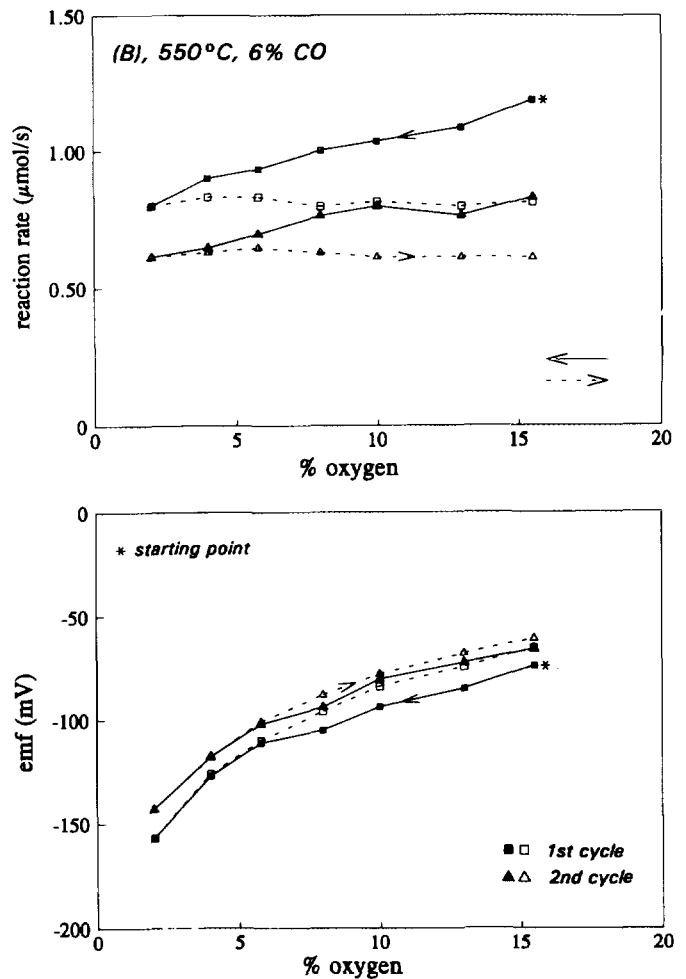 1.50
(B), 550°C, 6% CO
*
1.00
reaction rate (μmol/s)
0.50
0
0 5 10 15 20
% oxygen
0
* starting point
-50
*
emf (mV)
-100
-150
1st cycle
2nd cycle
-200
0 5 10 15 20
% oxygen